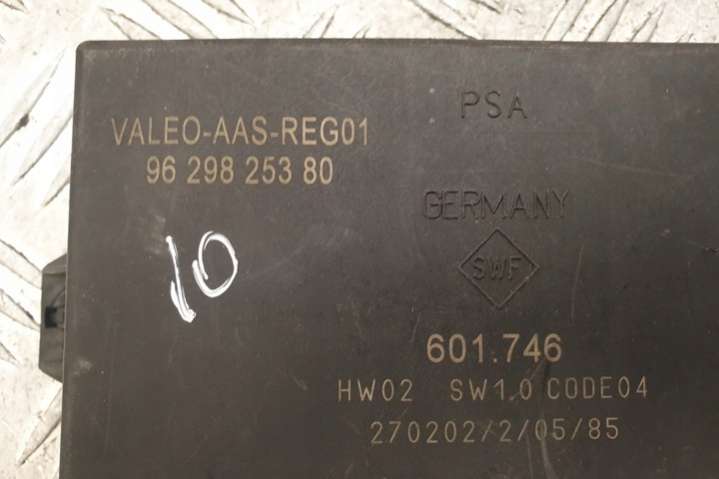 VALEO-AAS-REG01
96 298 253 80
10
PSA
GERMANY
SWF
601.746
HW02 SW1.0 CODE04
270202/2/05/85